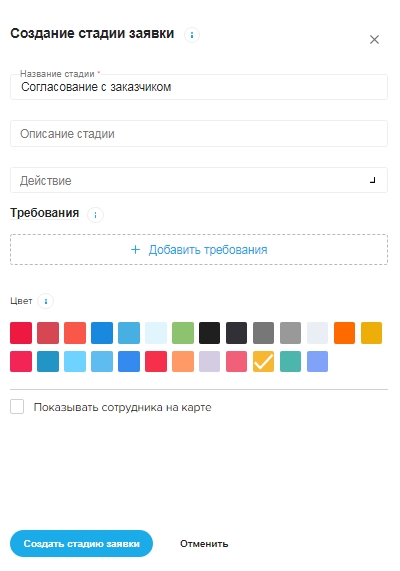 Создание стадии заявки i
Название стадии *
Согласование с заказчиком
Описание стадии
Действие
Требования i
+ Добавить требования
Цвет i
Показывать сотрудника на карте
Создать стадию заявки Отменить